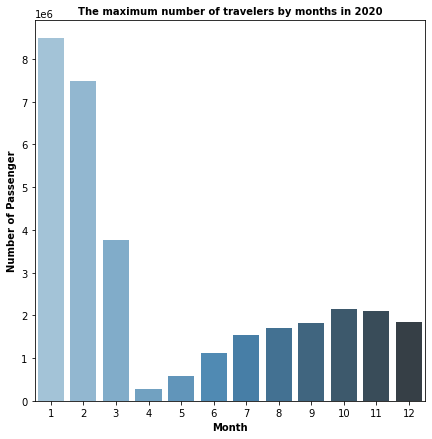 The maximum number of travelers by months in 2020
1e6
8
7
6
5
4
3
2
1
0
Number of Passenger
1 2 3 4 5 6 7 8 9 10 11 12
Month